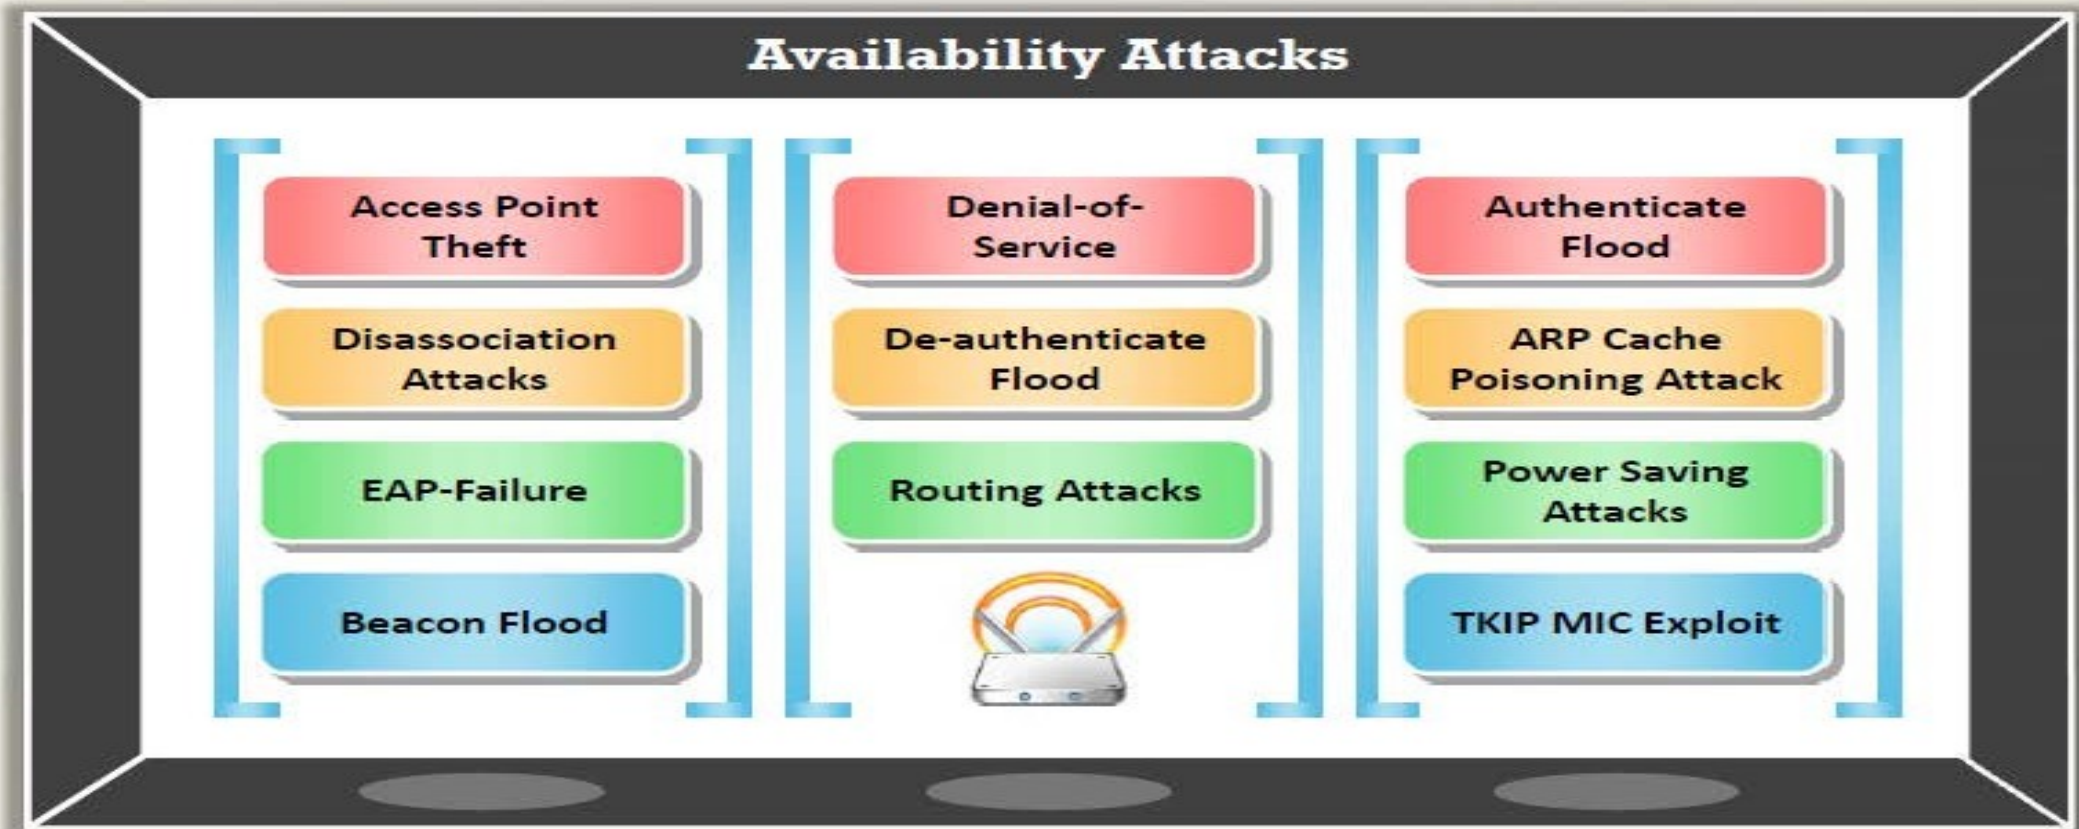 Availability Attacks
Access Point
Theft
Disassociation
Attacks
EAP-Failure
Beacon Flood
Denial-of-
Service
De-authenticate
Flood
Routing Attacks
Authenticate
Flood
ARP Cache
Poisoning Attack
Power Saving
Attacks
TKIP MIC Exploit